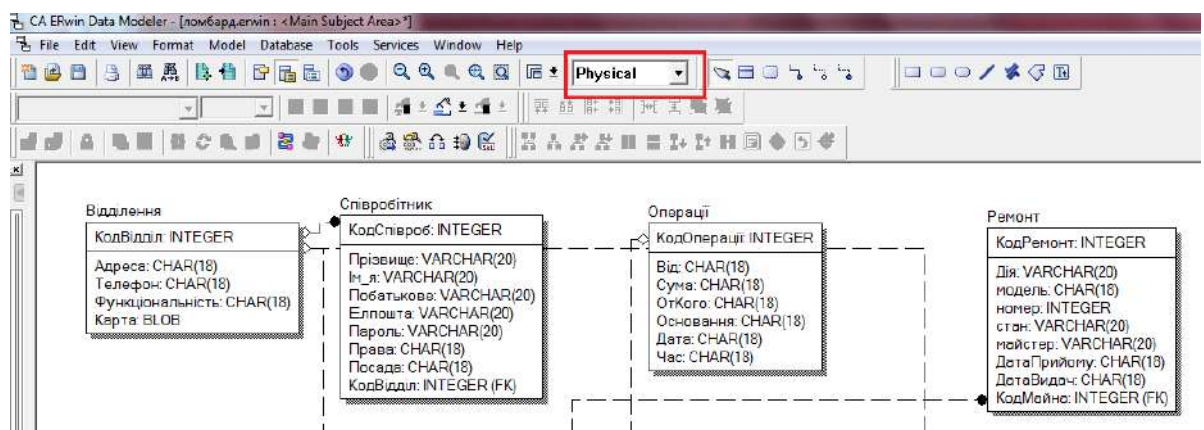 CA ERwin Data Modeler - [ломбард.erwin : <Main Subject Area>*]
File Edit View Format Model Database Tools Services Window Help
Physical
Відділення
КодВідділ: INTEGER
Адреса: CHAR(18)
Телефон: CHAR(18)
Функціональність: CHAR(18)
Карта: BLOB
Співробітник
КодСпівроб: INTEGER
Прізвище: VARCHAR(20)
Ім_я: VARCHAR(20)
Побатькове: VARCHAR(20)
Елпошта: VARCHAR(20)
Пароль: VARCHAR(20)
Права: CHAR(18)
Посада: CHAR(18)
КодВідділ: INTEGER (FK)
Операції
КодОперації: INTEGER
Від: CHAR(18)
Сума: CHAR(18)
ОтКого: CHAR(18)
Основання: CHAR(18)
Дата: CHAR(18)
Час: CHAR(18)
Ремонт
КодРемонт: INTEGER
Дія: VARCHAR(20)
модель: CHAR(18)
номер: INTEGER
стан: VARCHAR(20)
майстер: VARCHAR(20)
ДатаПрийому: CHAR(18)
ДатаВидач: CHAR(18)
КодМайна: INTEGER (FK)